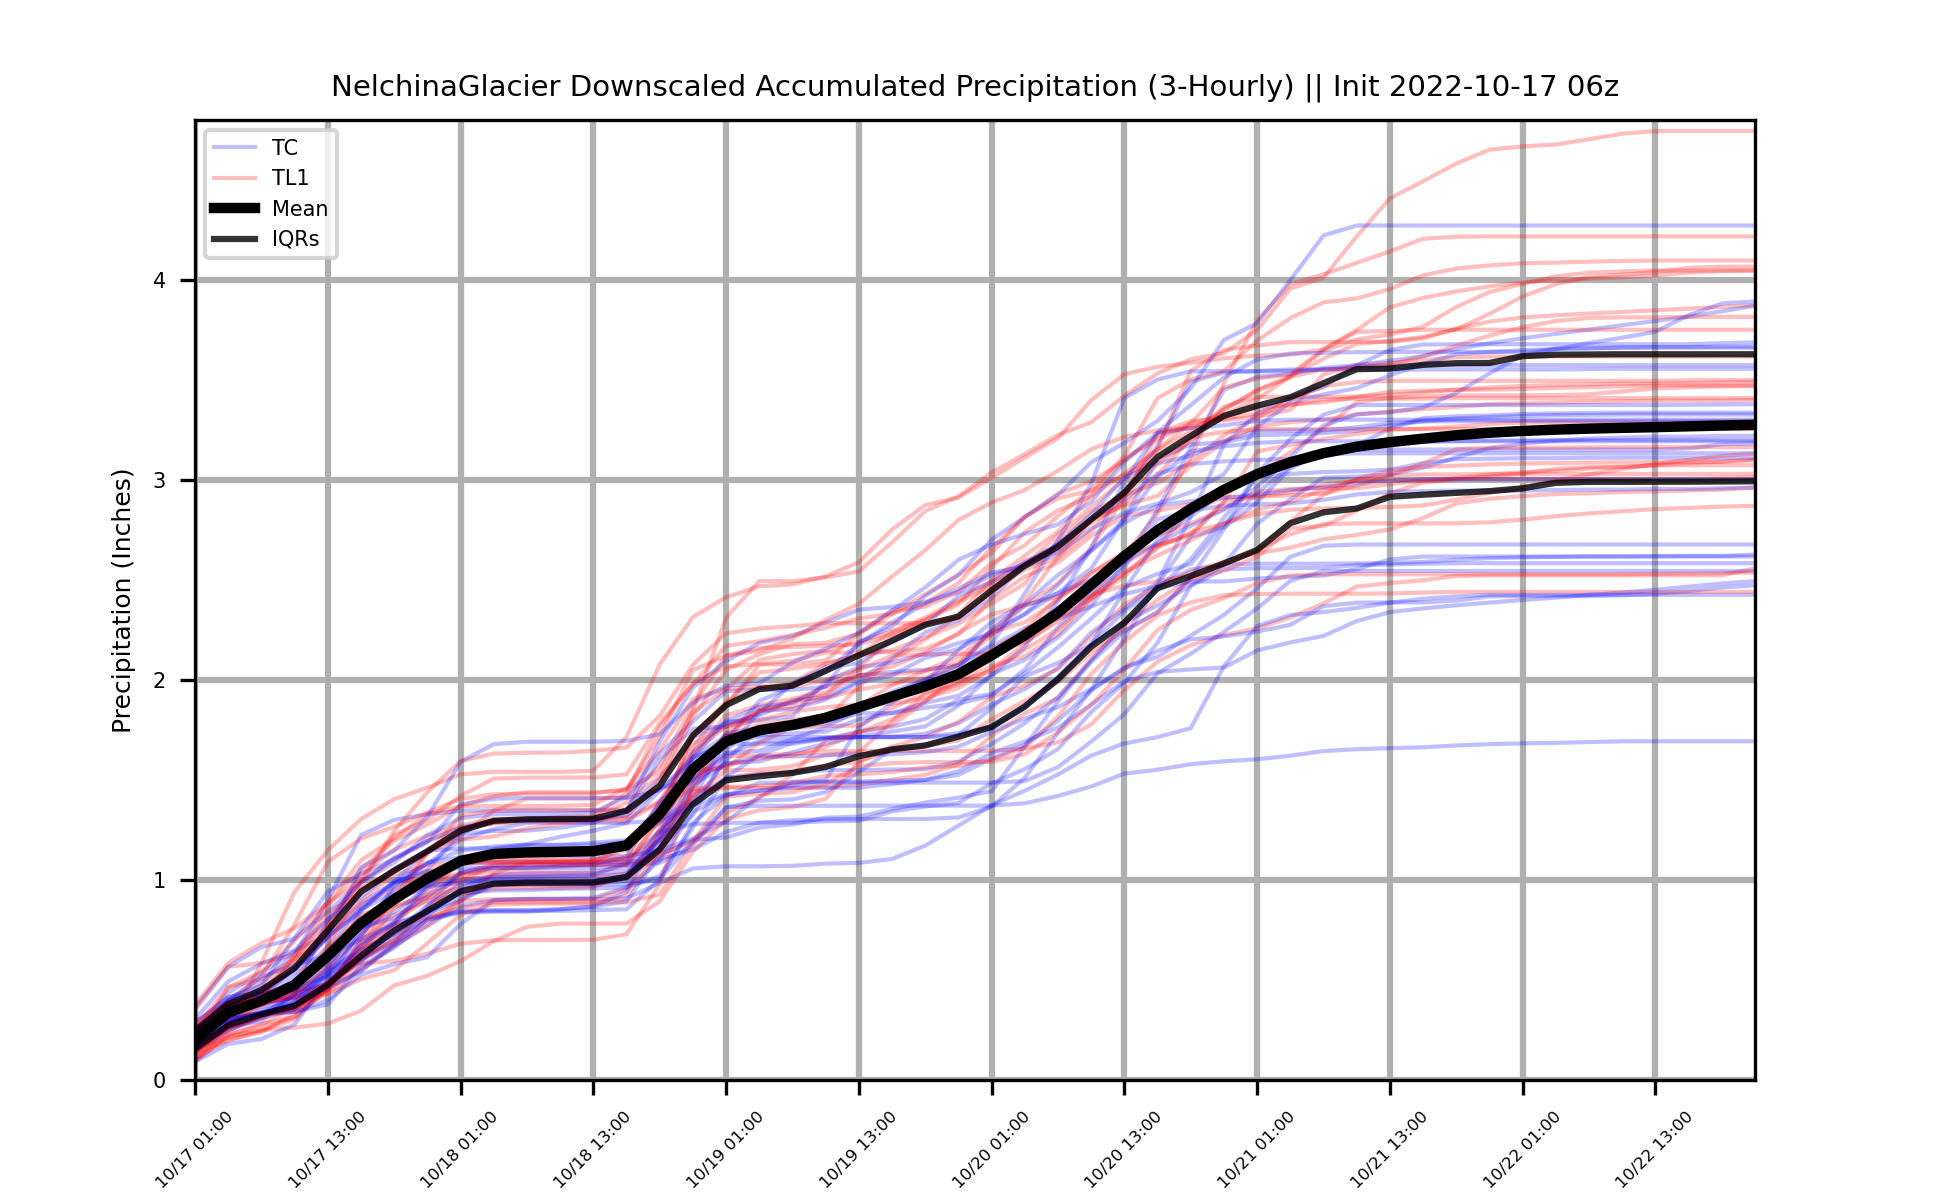 NelchinaGlacier Downscaled Accumulated Precipitation (3-Hourly) || Init 2022-10-17 06z
TC
TL1
Mean
IQRs
Precipitation (Inches)
4
3
2
1
0
10/17 01:00
10/17 13:00
10/18 01:00
10/18 13:00
10/19 01:00
10/19 13:00
10/20 01:00
10/20 13:00
10/21 01:00
10/21 13:00
10/22 01:00
10/22 13:00